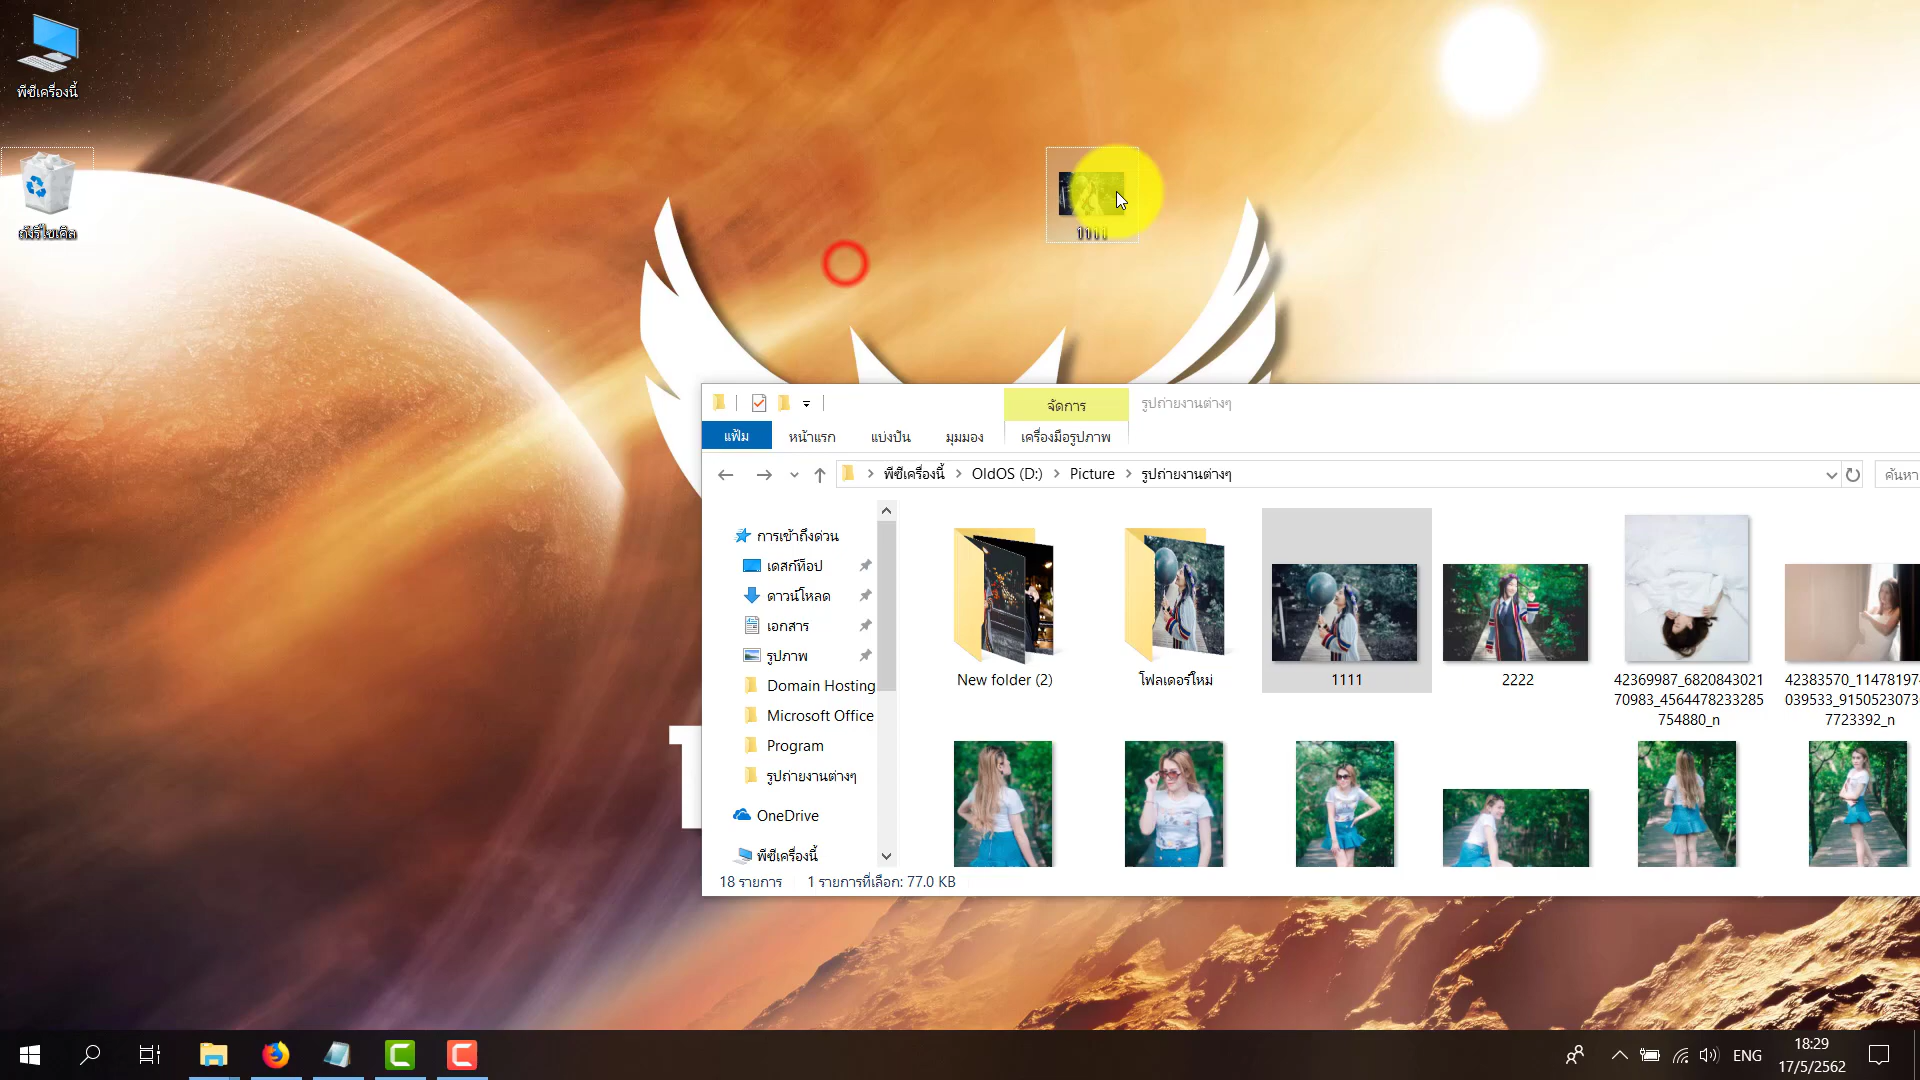 พีซีเครื่องนี้
ถังรีไซเคิล
1111
จัดการ
รูปถ่ายงานต่างๆ
แฟ้ม
หน้าแรก
แบ่งปัน
มุมมอง
เครื่องมือรูปภาพ
พีซีเครื่องนี้ > OldOS (D:) > Picture > รูปถ่ายงานต่างๆ
ค้นหา
การเข้าถึงด่วน
เดสก์ท็อป
ดาวน์โหลด
เอกสาร
รูปภาพ
Domain Hosting
Microsoft Office
Program
รูปถ่ายงานต่างๆ
OneDrive
พีซีเครื่องนี้
New folder (2)
โฟลเดอร์ใหม่
1111
2222
42369987_6820843021
70983_4564478233285
754880_n
42383570_114781974
039533_9150523073
7723392_n
18 รายการ
1 รายการที่เลือก: 77.0 KB
ENG
18:29
17/5/2562